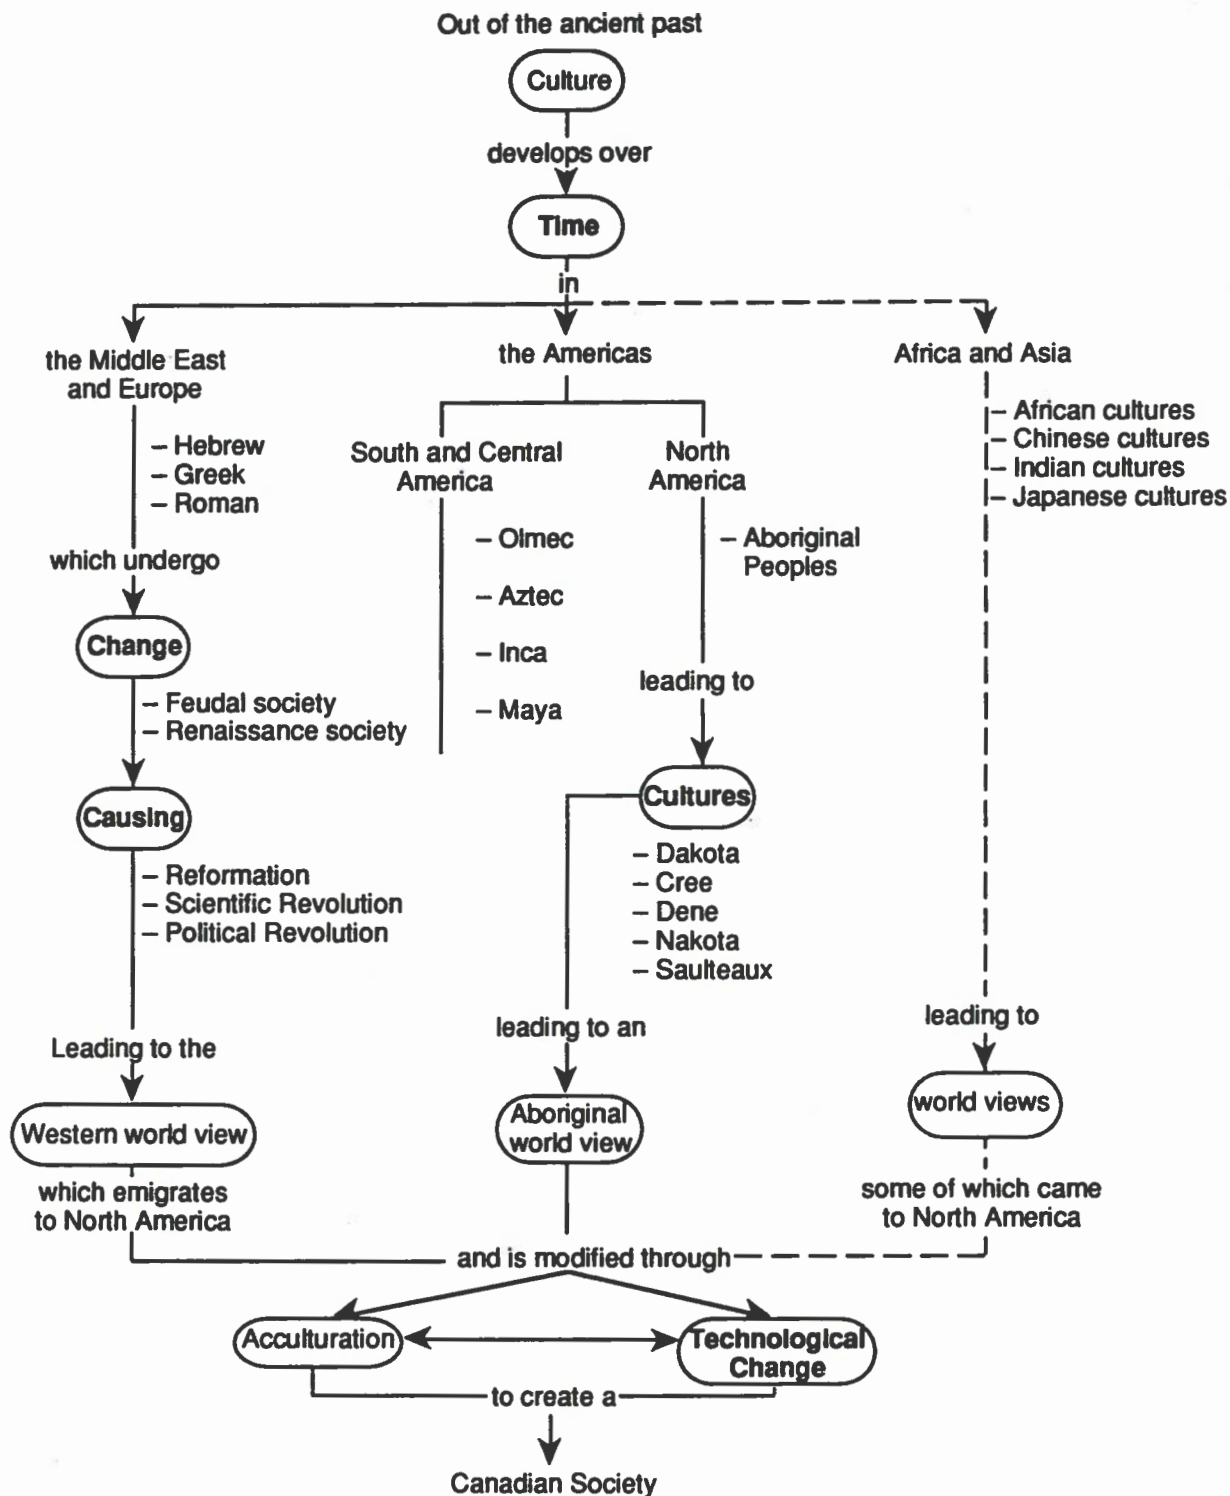 Out of the ancient past
Culture
develops over
Time
in
the Middle East
and Europe
– Hebrew
– Greek
– Roman
which undergo
Change
– Feudal society
– Renaissance society
Causing
– Reformation
– Scientific Revolution
– Political Revolution
Leading to the
Western world view
which emigrates
to North America
the Americas
South and Central
America
– Olmec
– Aztec
– Inca
– Maya
North
America
– Aboriginal
Peoples
leading to
Cultures
– Dakota
– Cree
– Dene
– Nakota
– Saulteaux
leading to an
Aboriginal
world view
Africa and Asia
– African cultures
– Chinese cultures
– Indian cultures
– Japanese cultures
leading to
world views
some of which came
to North America
and is modified through
Acculturation
Technological
Change
to create a
Canadian Society